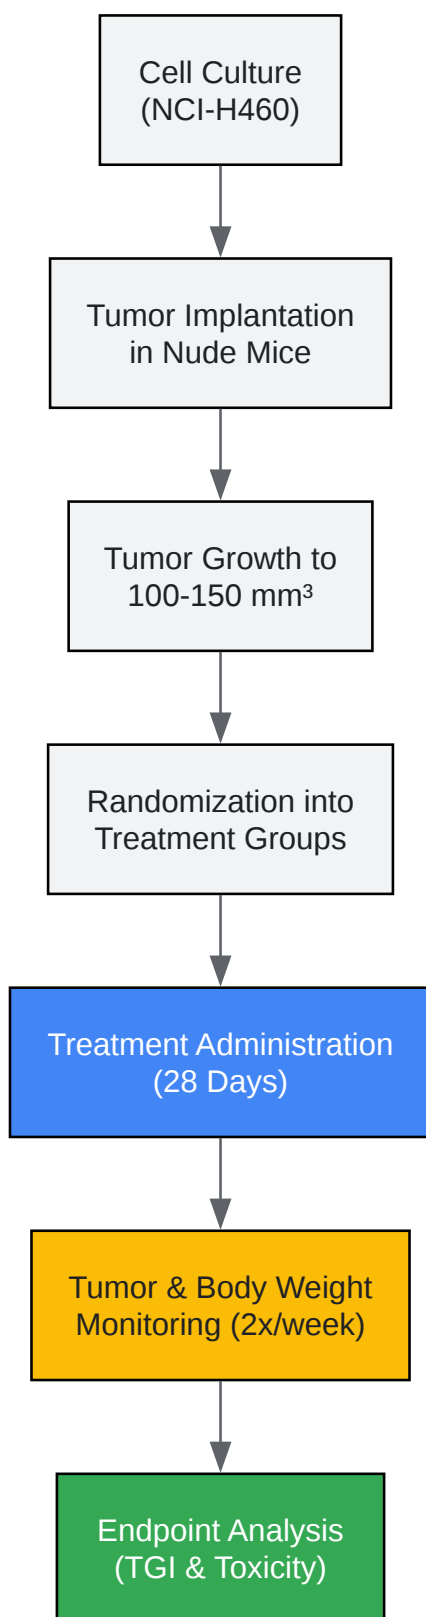 Cell Culture
(NCI-H460)
Tumor Implantation
in Nude Mice
Tumor Growth to
100-150 mm³
Randomization into
Treatment Groups
Treatment Administration
(28 Days)
Tumor & Body Weight
Monitoring (2x/week)
Endpoint Analysis
(TGI & Toxicity)